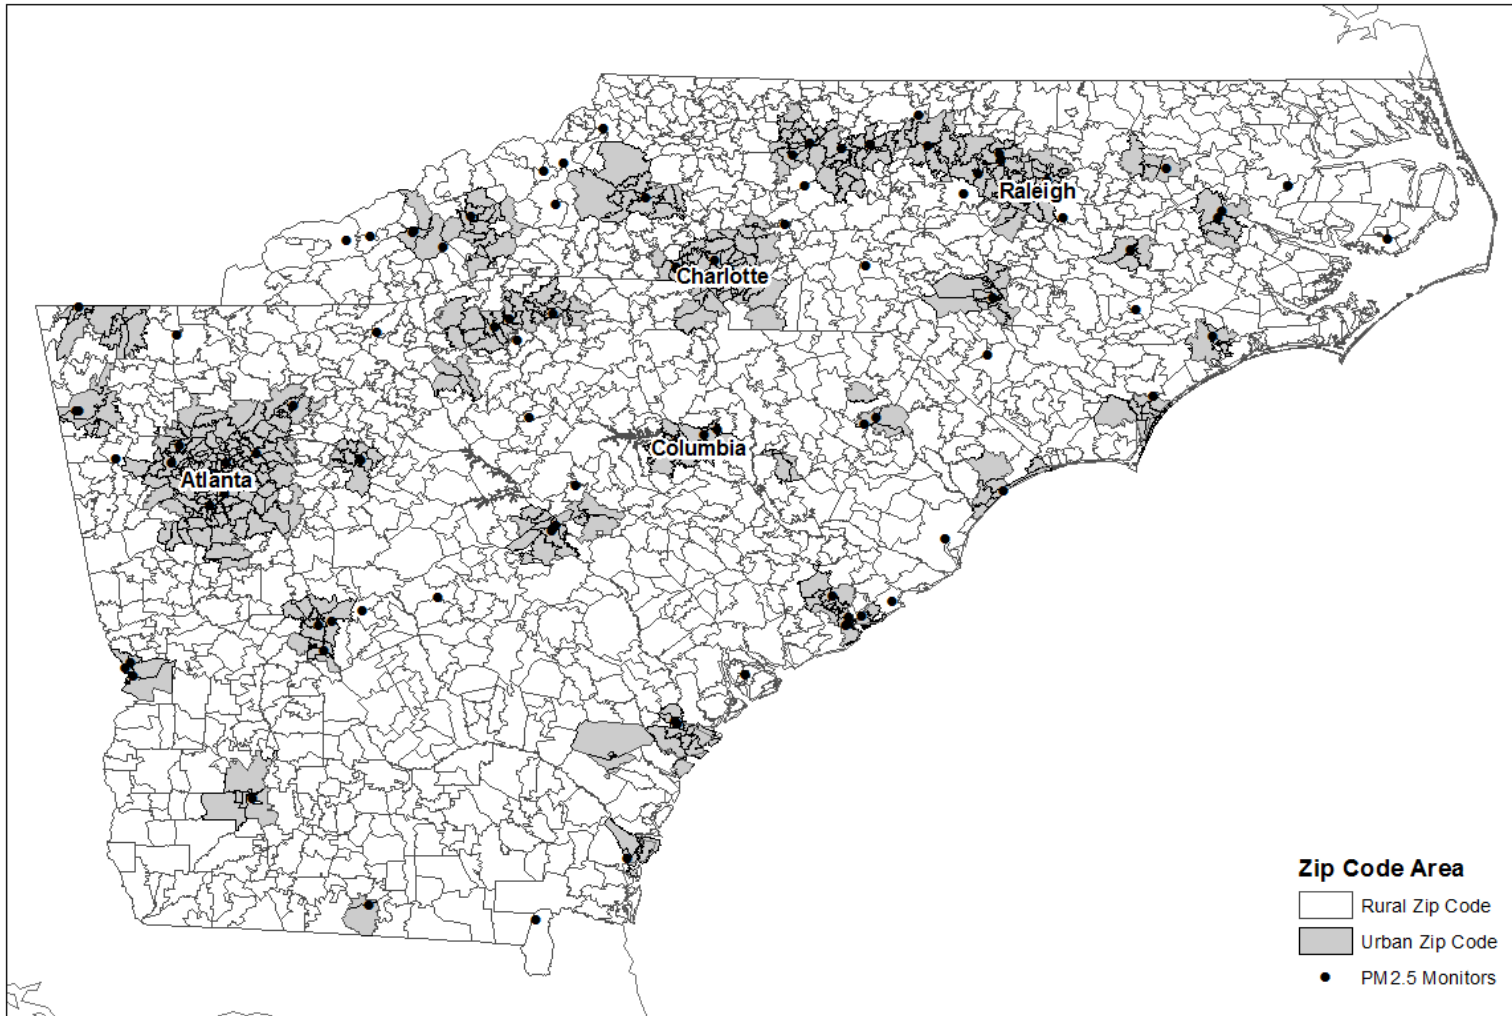 Raleigh
Charlotte
Columbia
Atlanta
Zip Code Area
Rural Zip Code
Urban Zip Code
PM2.5 Monitors